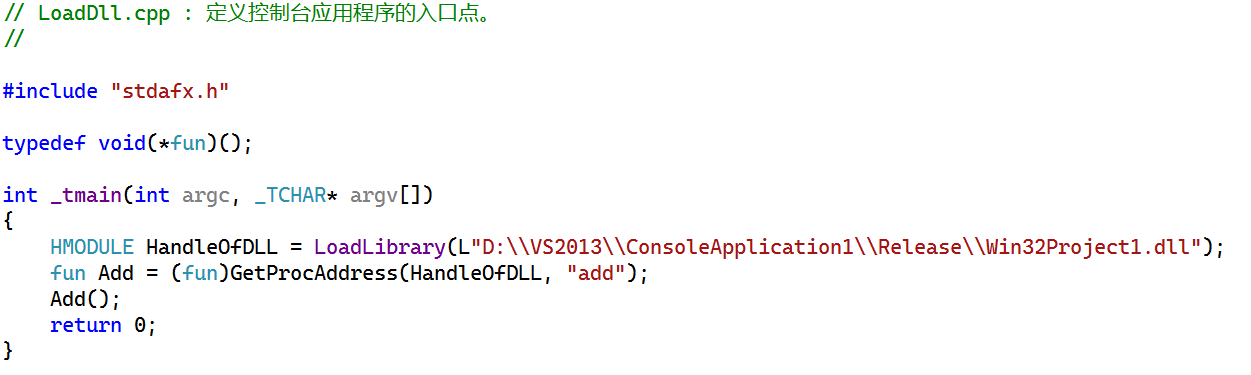 // LoadDll.cpp : 定义控制台应用程序的入口点。
//
#include "stdafx.h"
typedef void(*fun)();
int _tmain(int argc, _TCHAR* argv[])
{
    HMODULE HandleOfDLL = LoadLibrary(L"D:\\VS2013\\ConsoleApplication1\\Release\\Win32Project1.dll");
    fun Add = (fun)GetProcAddress(HandleOfDLL, "add");
    Add();
    return 0;
}